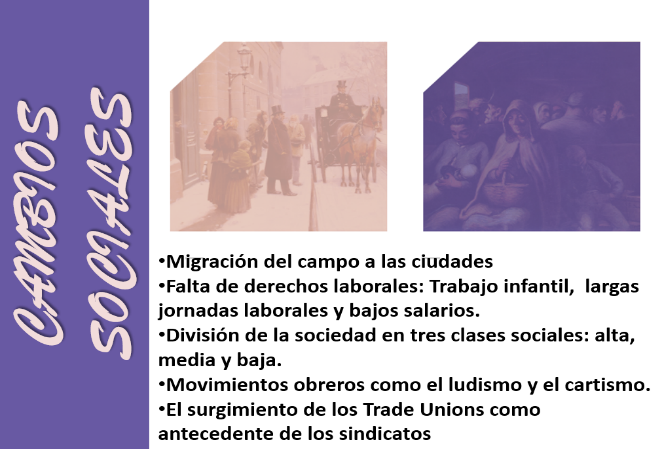 CAMBIOS
SOCIALES
•Migración del campo a las ciudades
•Falta de derechos laborales: Trabajo infantil, largas
jornadas laborales y bajos salarios.
•División de la sociedad en tres clases sociales: alta,
media y baja.
•Movimientos obreros como el ludismo y el cartismo.
•El surgimiento de los Trade Unions como
antecedente de los sindicatos